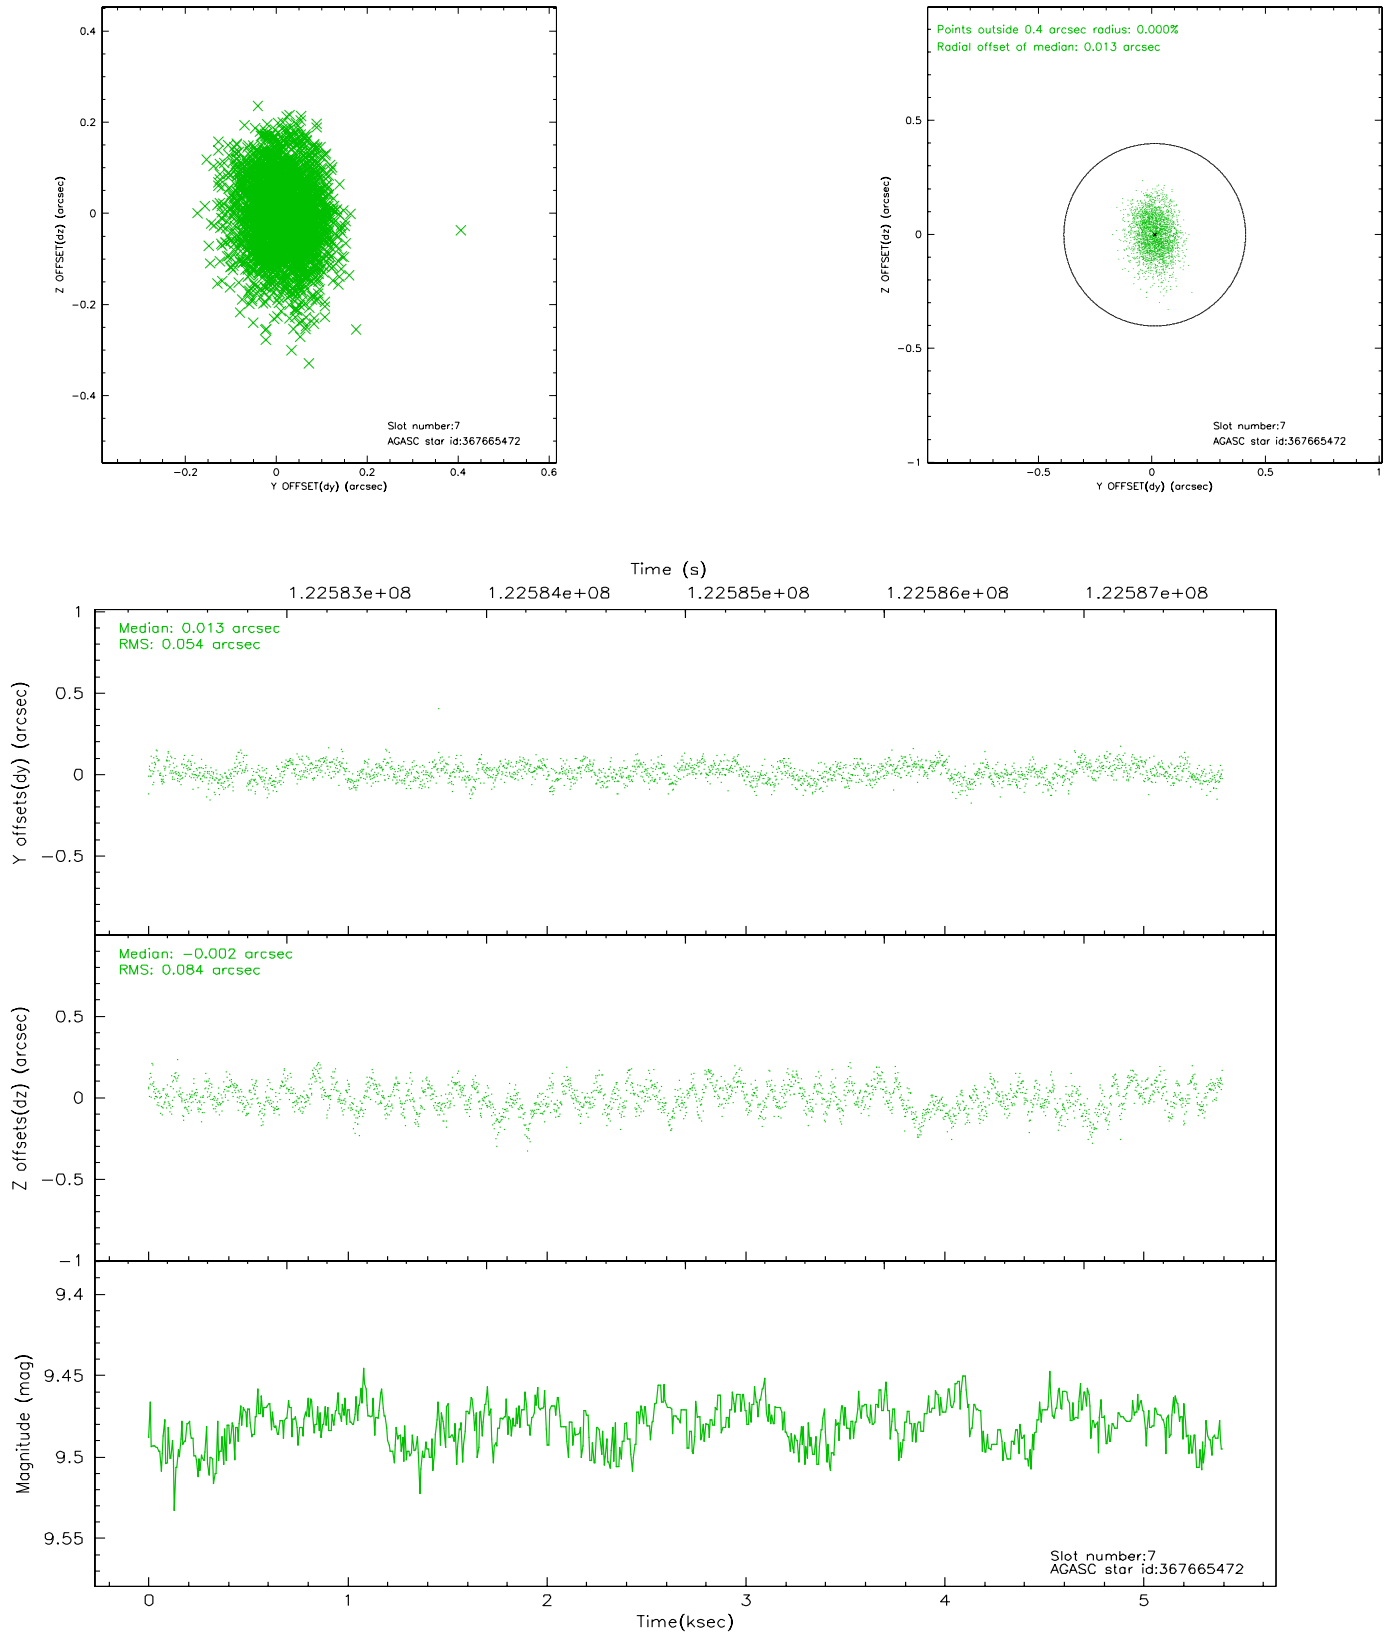 0.4
0.2
0
−0.2
−0.4
Z OFFSET(dz) (arcsec)
Slot number:7
AGASC star id:367665472
−0.2 0 0.2 0.4 0.6
Y OFFSET(dy) (arcsec)
Points outside 0.4 arcsec radius: 0.000%
Radial offset of median: 0.013 arcsec
0.5
0
−0.5
−1
Z OFFSET(dz) (arcsec)
Slot number:7
AGASC star id:367665472
−0.5 0 0.5 1
Y OFFSET(dy) (arcsec)
Time (s)
1.22583e+08 1.22584e+08 1.22585e+08 1.22586e+08 1.22587e+08
Median: 0.013 arcsec
RMS: 0.054 arcsec
1
0.5
0
−0.5
Y offsets(dy) (arcsec)
Median: −0.002 arcsec
RMS: 0.084 arcsec
0.5
0
−0.5
−1
Z offsets(dz) (arcsec)
9.4
9.45
9.5
9.55
Magnitude (mag)
Slot number:7
AGASC star id:367665472
0 1 2 3 4 5
Time(ksec)